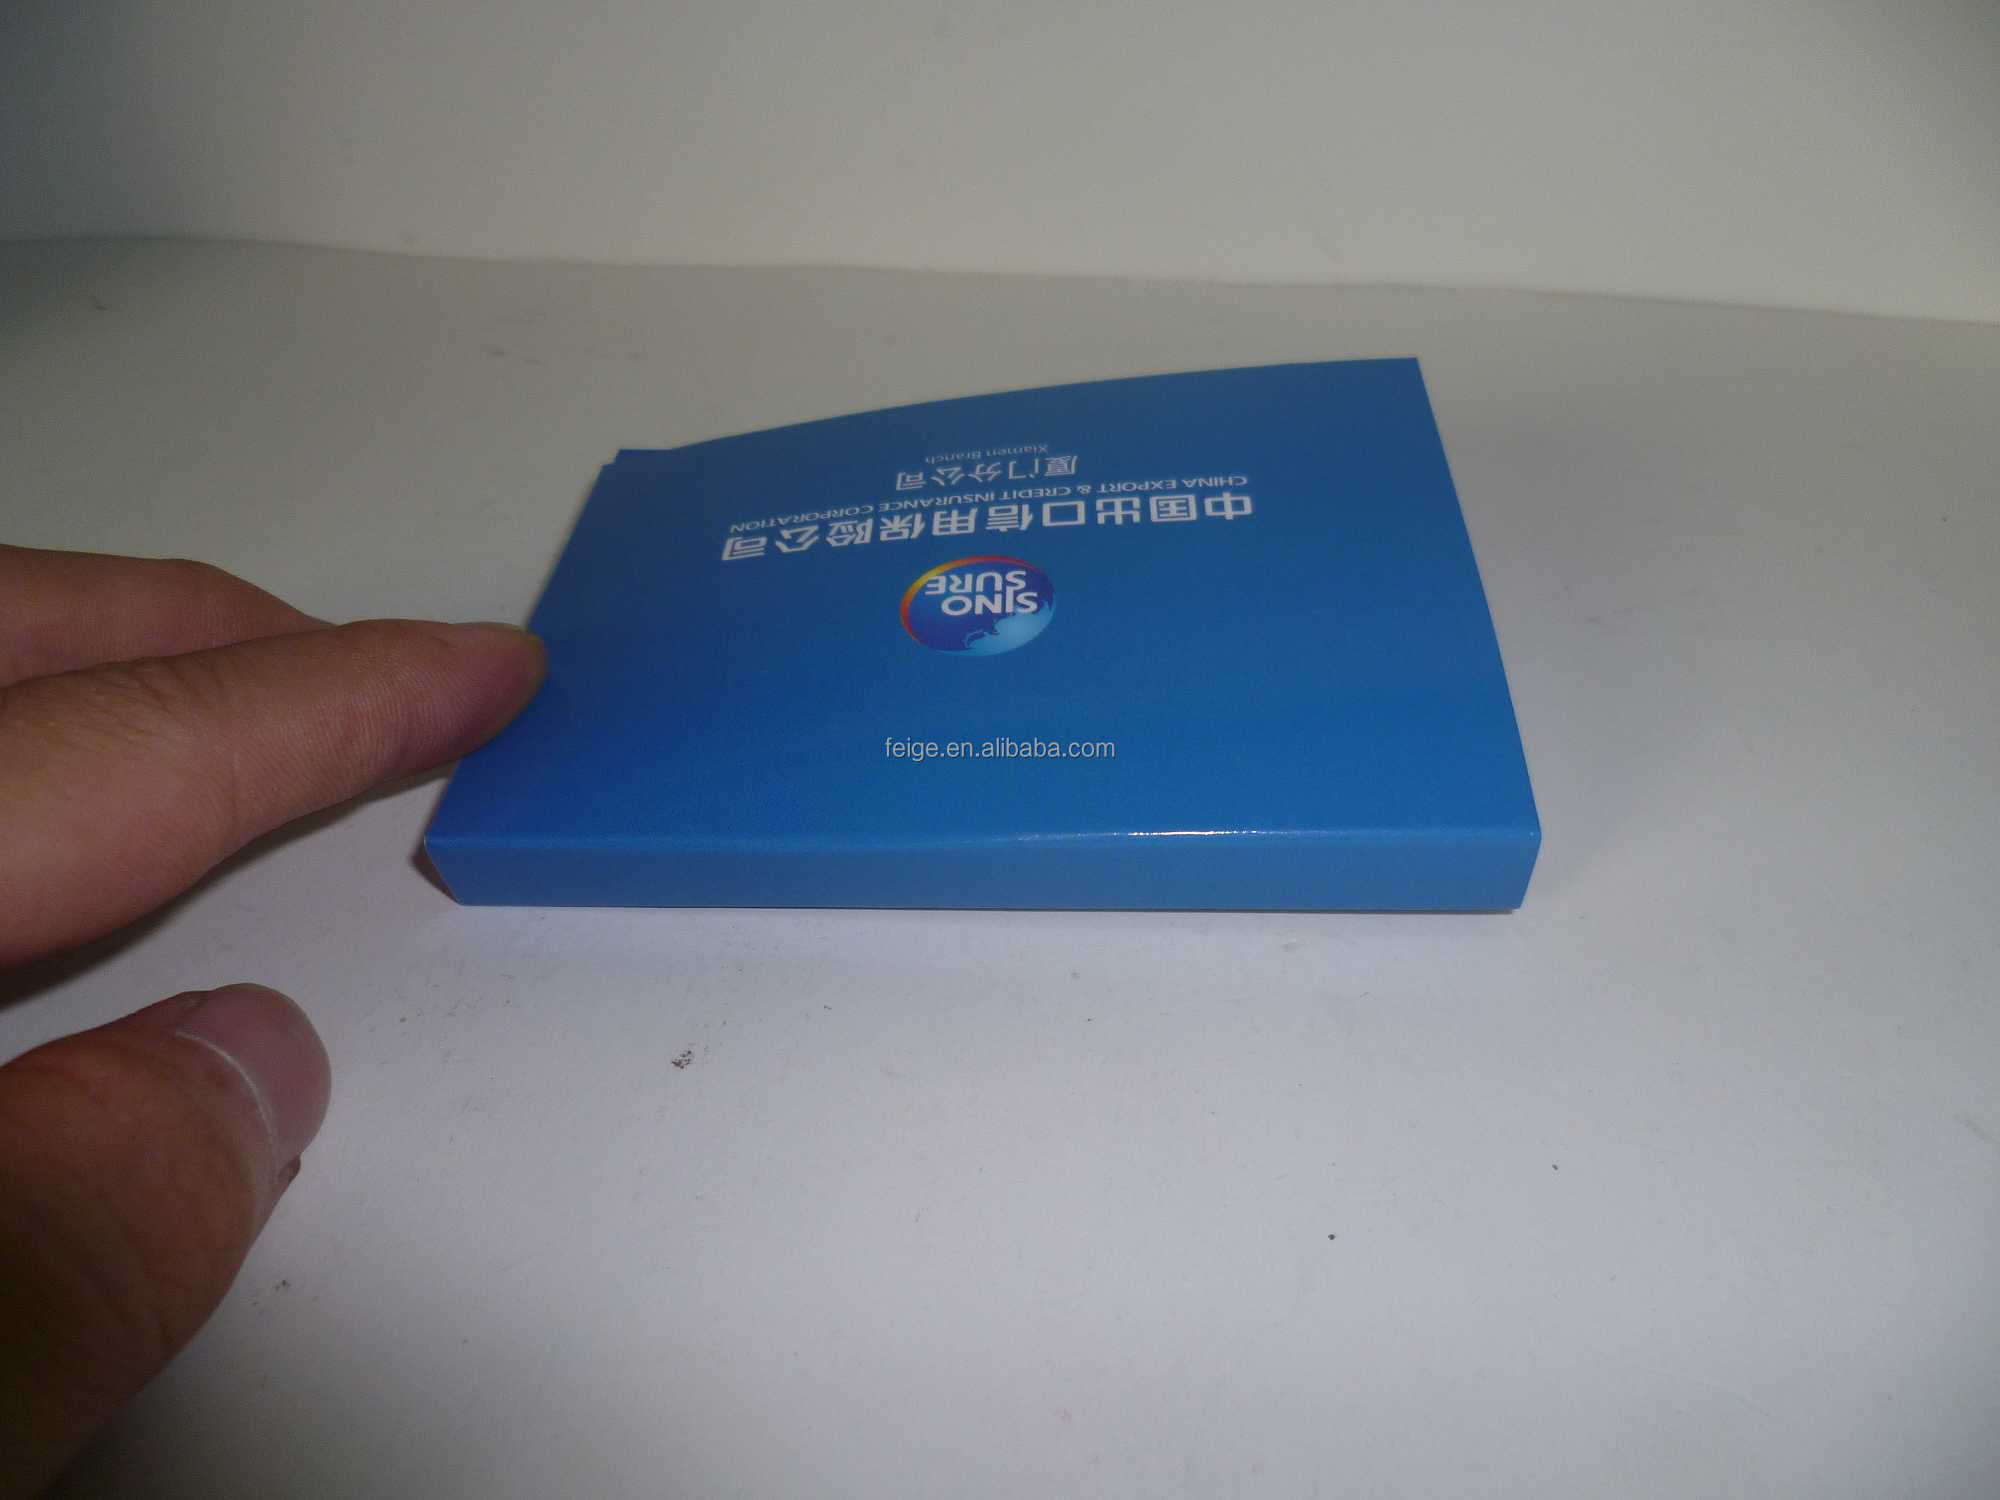 SINO
SURE
中国出口信用保险公司
CHINA EXPORT & CREDIT INSURANCE CORPORATION
厦门分公司
Xiamen Branch
feige.en.alibaba.com